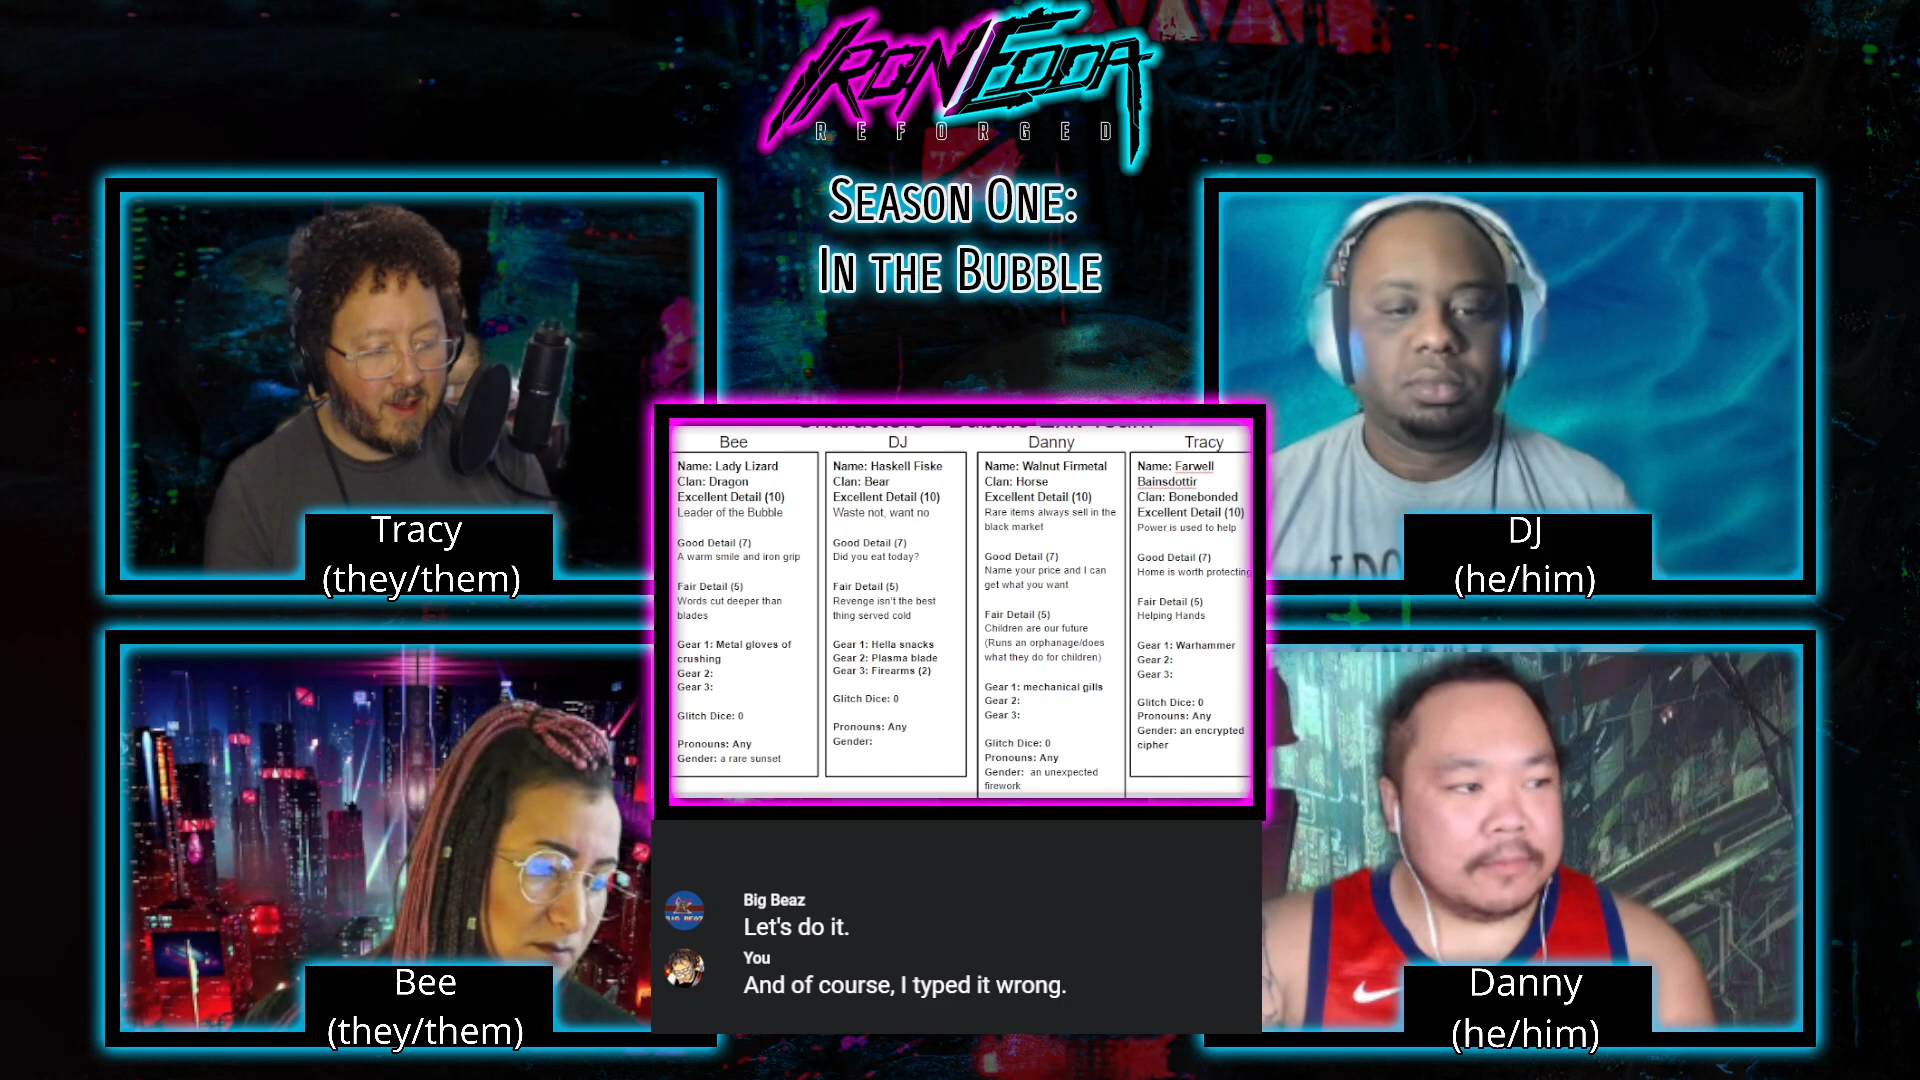 IRON EDDA
REFORGED
SEASON ONE:
IN THE BUBBLE
Tracy
(they/them)
DJ
(he/him)
Bee
(they/them)
Danny
(he/him)
Characters - Bubble Exit Team
Bee
Name: Lady Lizard
Clan: Dragon
Excellent Detail (10)
Leader of the Bubble
Good Detail (7)
A warm smile and iron grip
Fair Detail (5)
Words cut deeper than
blades
Gear 1: Metal gloves of
crushing
Gear 2:
Gear 3:
Glitch Dice: 0
Pronouns: Any
Gender: a rare sunset
DJ
Name: Haskell Fiske
Clan: Bear
Excellent Detail (10)
Waste not, want no
Good Detail (7)
Did you eat today?
Fair Detail (5)
Revenge isn't the best
thing served cold
Gear 1: Hella snacks
Gear 2: Plasma blade
Gear 3: Firearms (2)
Glitch Dice: 0
Pronouns: Any
Gender:
Danny
Name: Walnut Firmetal
Clan: Horse
Excellent Detail (10)
Rare items always sell in the
black market
Good Detail (7)
Name your price and I can
get what you want
Fair Detail (5)
Children are our future
(Runs an orphanage/does
what they do for children)
Gear 1: mechanical gills
Gear 2:
Gear 3:
Glitch Dice: 0
Pronouns: Any
Gender: an unexpected
firework
Tracy
Name: Farwell
Bainsdottir
Clan: Bonebonded
Excellent Detail (10)
Power is used to help
Good Detail (7)
Home is worth protecting
Fair Detail (5)
Helping Hands
Gear 1: Warhammer
Gear 2:
Gear 3:
Glitch Dice: 0
Pronouns: Any
Gender: an encrypted
cipher
Big Beaz
Let's do it.
You
And of course, I typed it wrong.